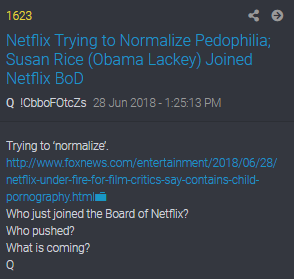 1623
Netflix Trying to Normalize Pedophilia;
Susan Rice (Obama Lackey) Joined
Netflix BoD
Q !CbboFOtcZs 28 Jun 2018 - 1:25:13 PM
Trying to ‘normalize’.
http://www.foxnews.com/entertainment/2018/06/28/
netflix-under-fire-for-film-critics-say-contains-child-
pornography.html
Who just joined the Board of Netflix?
Who pushed?
What is coming?
Q